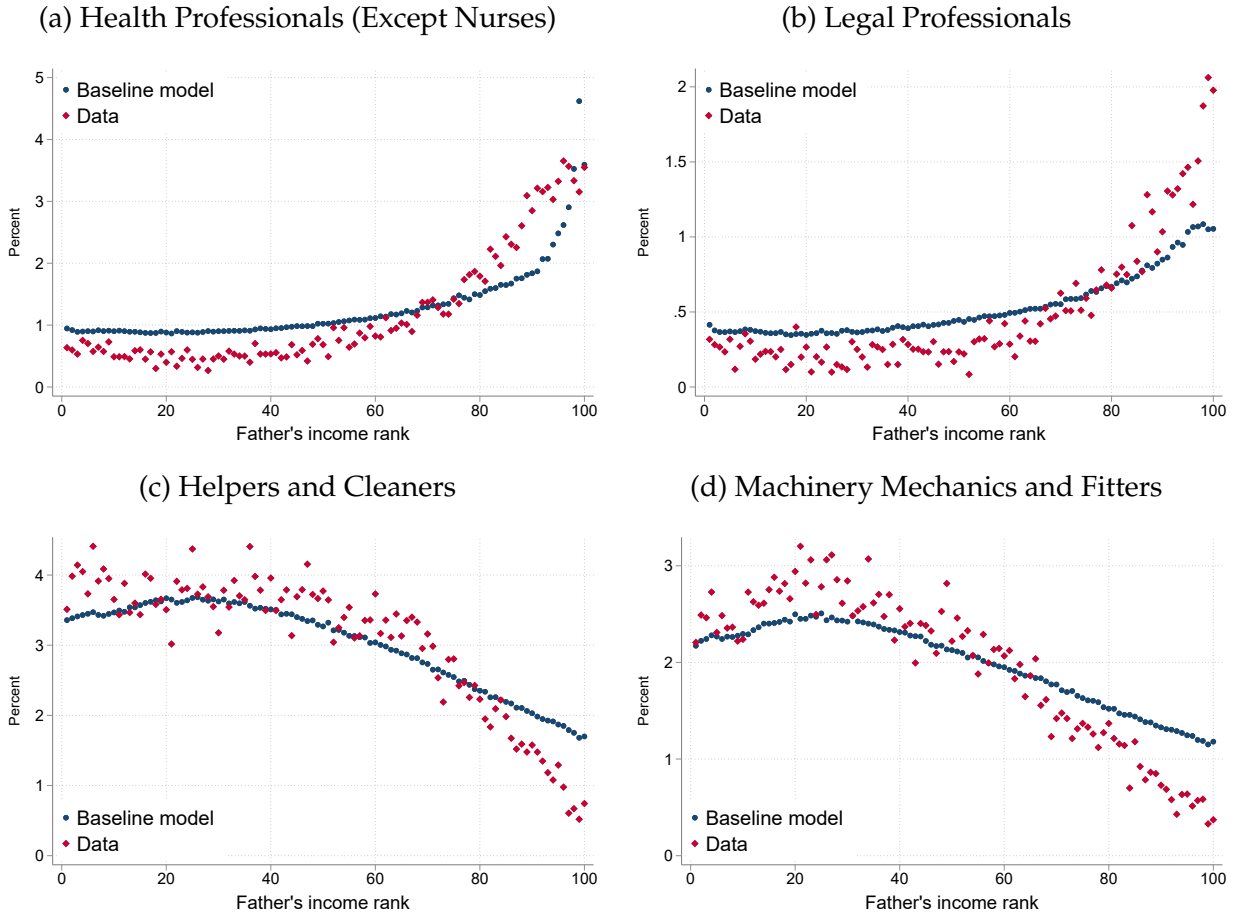 (a) Health Professionals (Except Nurses)
5
4
3
2
1
0
Percent
Baseline model
Data
0 20 40 60 80 100
Father's income rank
(b) Legal Professionals
2
1.5
1
.5
0
Percent
Baseline model
Data
0 20 40 60 80 100
Father's income rank
(c) Helpers and Cleaners
4
3
2
1
0
Percent
Baseline model
Data
0 20 40 60 80 100
Father's income rank
(d) Machinery Mechanics and Fitters
3
2
1
0
Percent
Baseline model
Data
0 20 40 60 80 100
Father's income rank